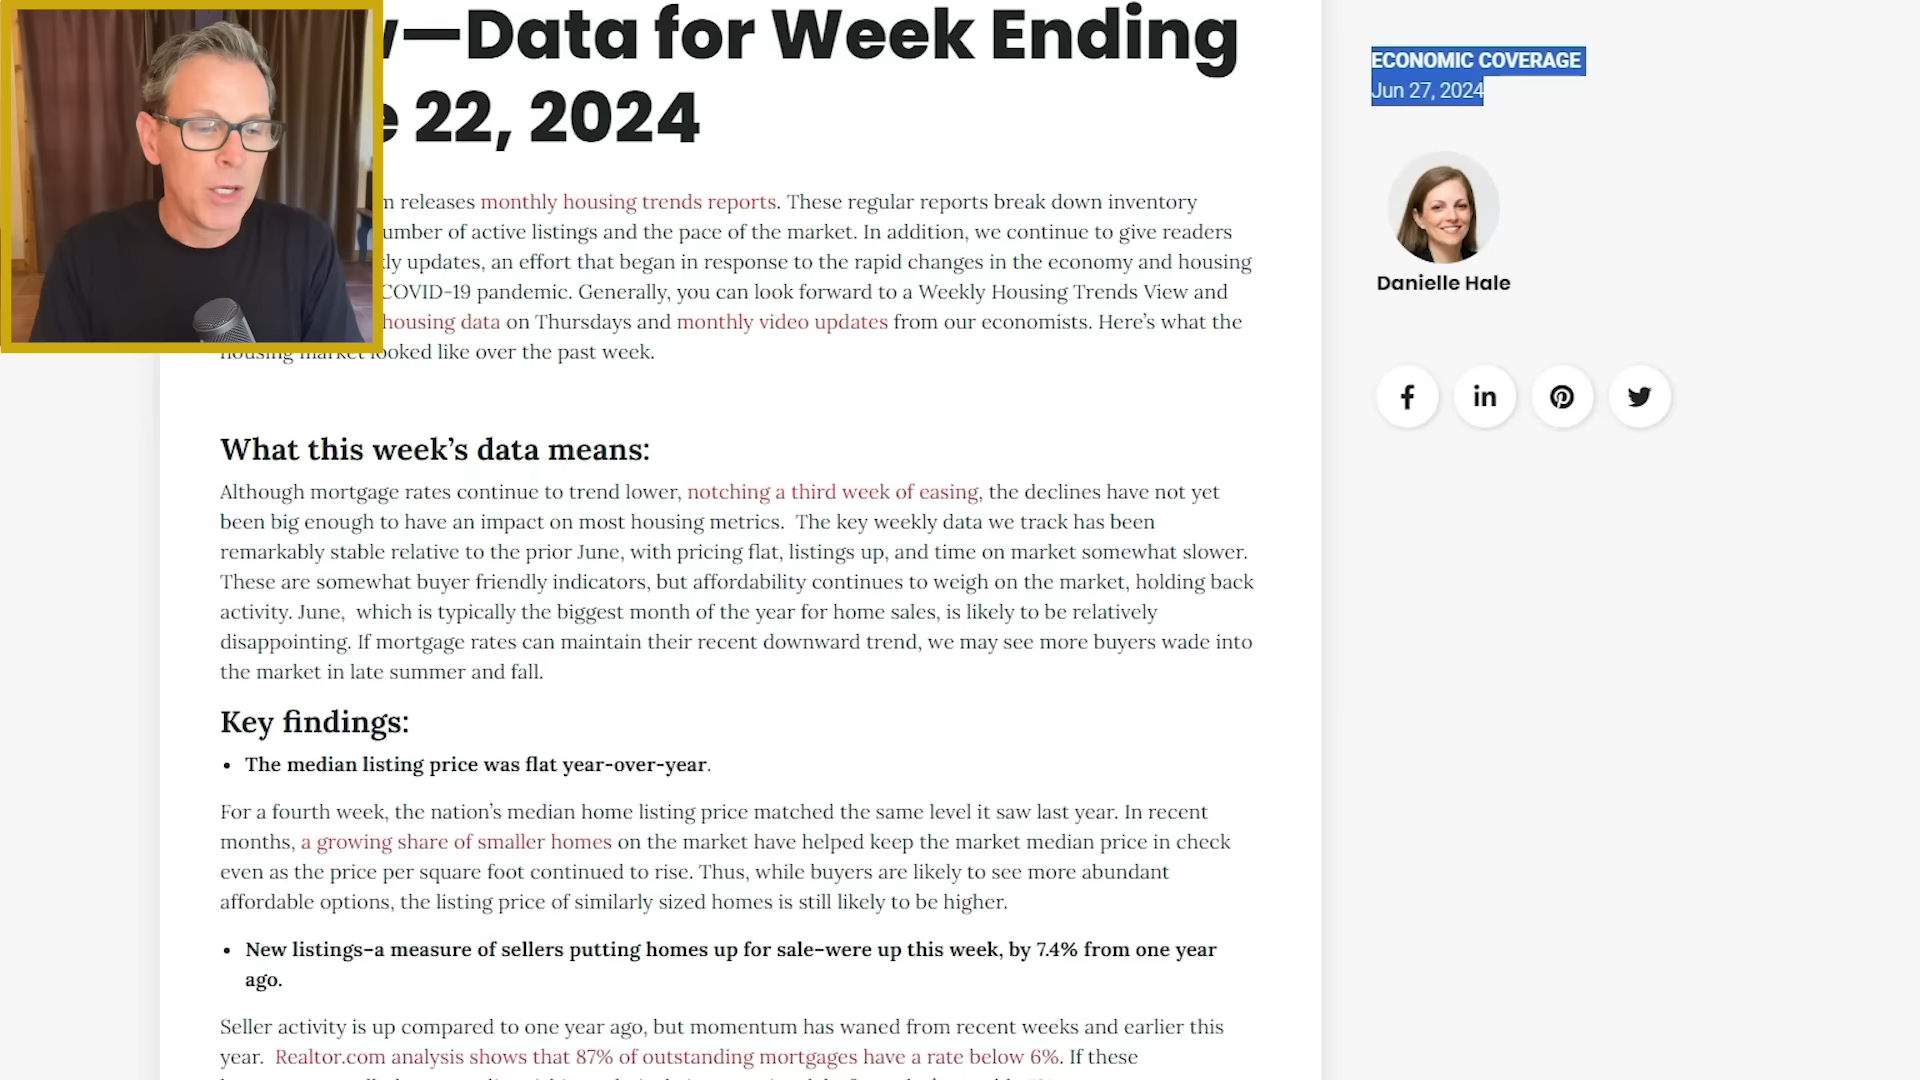 —Data for Week Ending
22, 2024
releases monthly housing trends reports. These regular reports break down inventory
umber of active listings and the pace of the market. In addition, we continue to give readers
ly updates, an effort that began in response to the rapid changes in the economy and housing
COVID-19 pandemic. Generally, you can look forward to a Weekly Housing Trends View and
housing data on Thursdays and monthly video updates from our economists. Here’s what the
housing market looked like over the past week.
What this week’s data means:
Although mortgage rates continue to trend lower, notching a third week of easing, the declines have not yet
been big enough to have an impact on most housing metrics.  The key weekly data we track has been
remarkably stable relative to the prior June, with pricing flat, listings up, and time on market somewhat slower.
These are somewhat buyer friendly indicators, but affordability continues to weigh on the market, holding back
activity. June,  which is typically the biggest month of the year for home sales, is likely to be relatively
disappointing. If mortgage rates can maintain their recent downward trend, we may see more buyers wade into
the market in late summer and fall.
Key findings:
• The median listing price was flat year-over-year.
For a fourth week, the nation’s median home listing price matched the same level it saw last year. In recent
months, a growing share of smaller homes on the market have helped keep the market median price in check
even as the price per square foot continued to rise. Thus, while buyers are likely to see more abundant
affordable options, the listing price of similarly sized homes is still likely to be higher.
• New listings–a measure of sellers putting homes up for sale–were up this week, by 7.4% from one year
ago.
Seller activity is up compared to one year ago, but momentum has waned from recent weeks and earlier this
year.  Realtor.com analysis shows that 87% of outstanding mortgages have a rate below 6%. If these
ECONOMIC COVERAGE
Jun 27, 2024
Danielle Hale